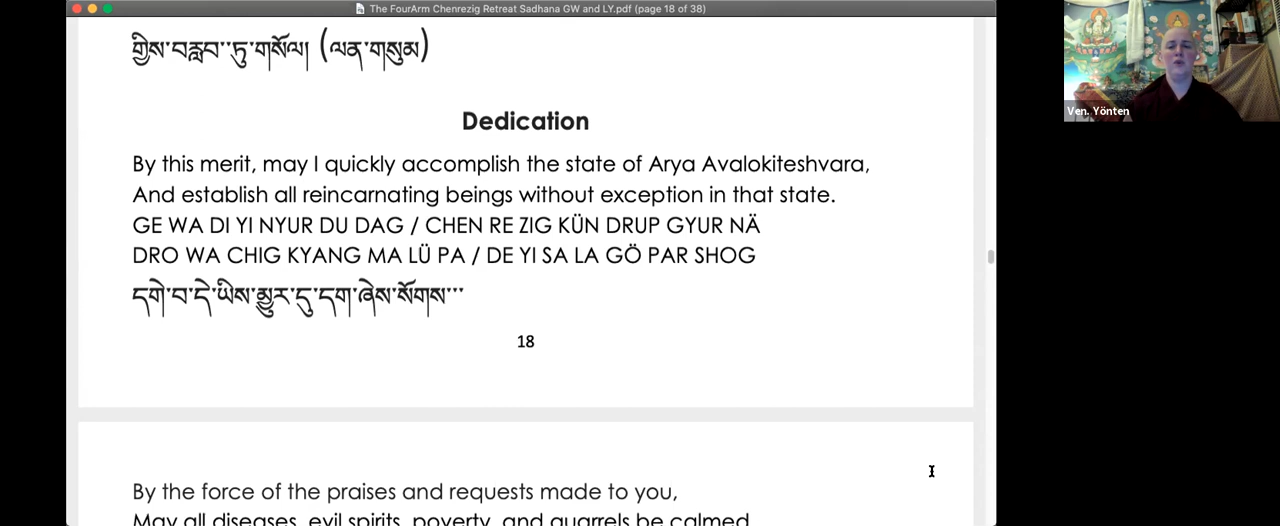 The FourArm Chenrezig Retreat Sadhana GW and LY.pdf (page 18 of 38)
གྱིས་བརླབ་་ཏུ་གསོལ། (ལན་གསུམ)
Dedication
By this merit, may I quickly accomplish the state of Arya Avalokiteshvara,
And establish all reincarnating beings without exception in that state.
GE WA DI YI NYUR DU DAG / CHEN RE ZIG KÜN DRUP GYUR NÄ
DRO WA CHIG KYANG MA LÜ PA / DE YI SA LA GÖ PAR SHOG
དགེ་བ་དེ་ཡིས་མྱུར་དུ་དག་ཞེས་སོགས་་་
18
By the force of the praises and requests made to you,
May all diseases, evil spirits, poverty, and quarrels be calmed
Ven. Yönten